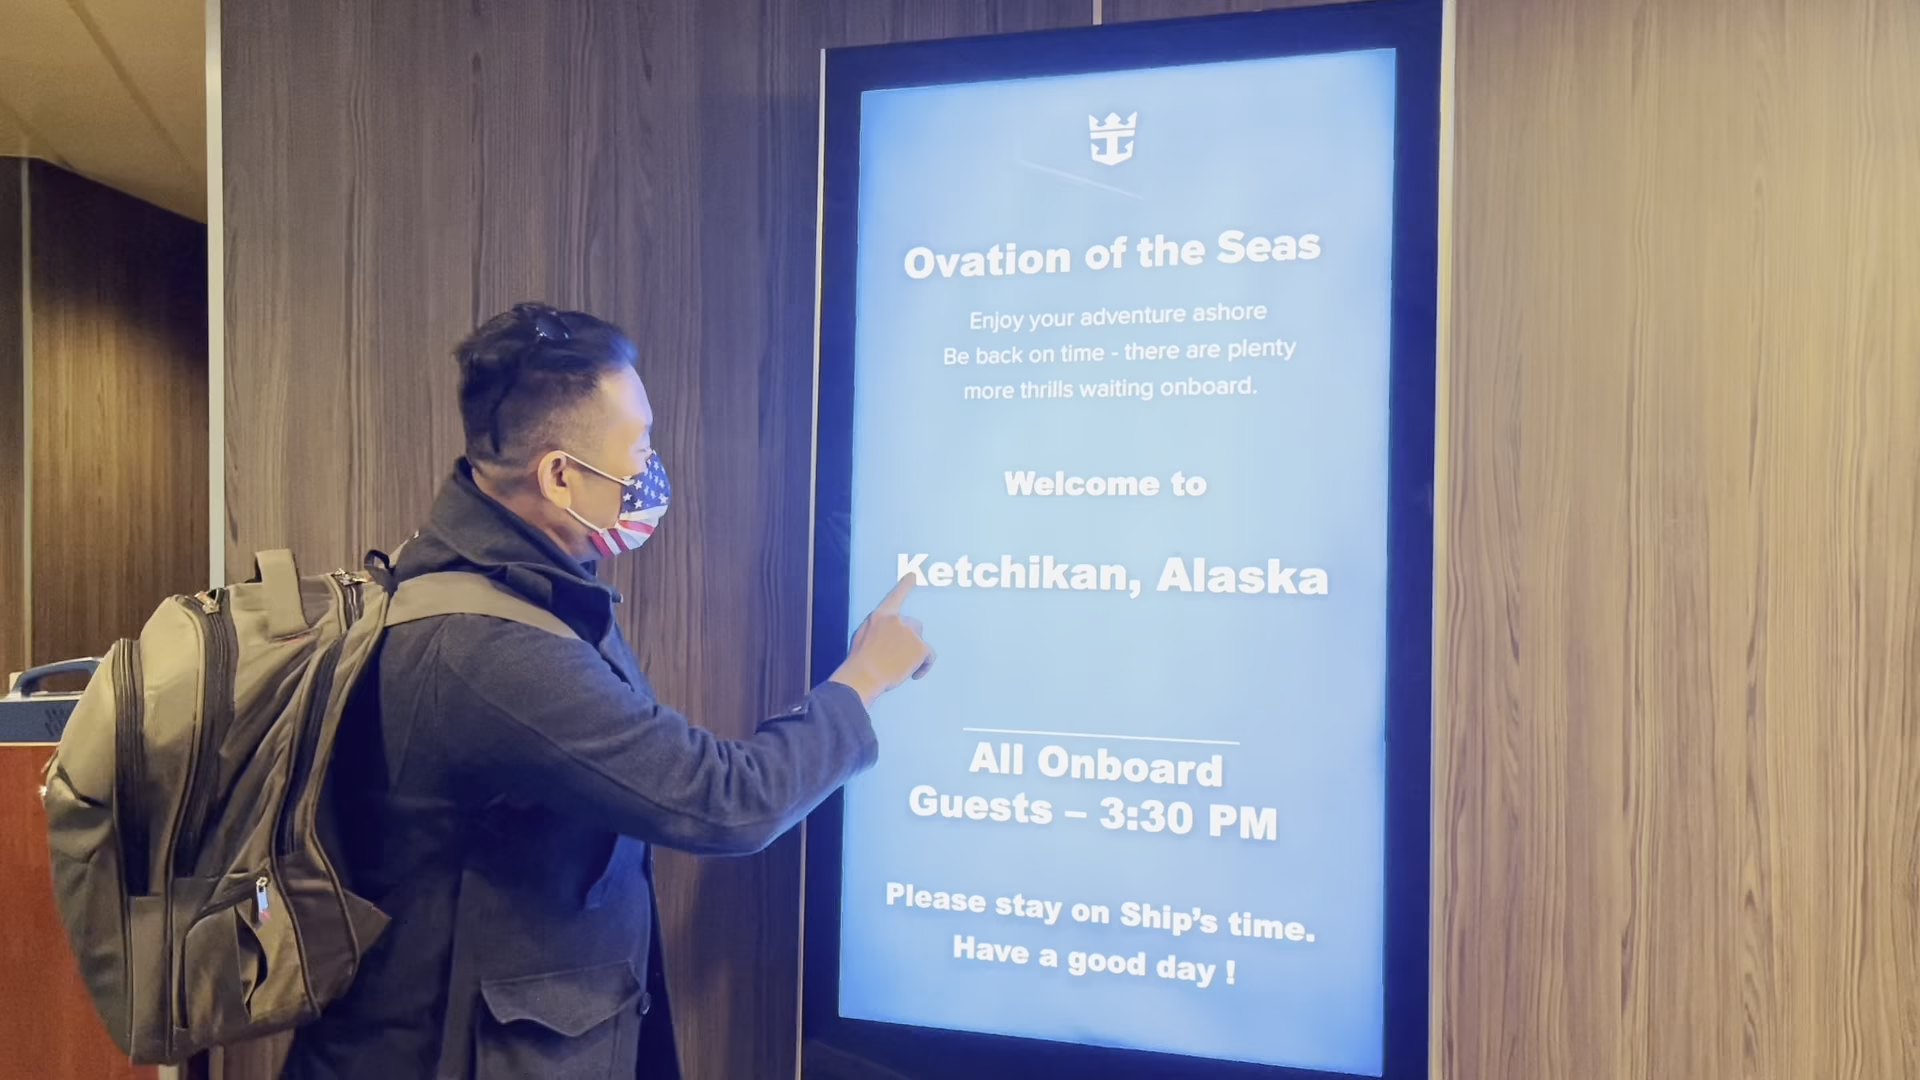 Ovation of the Seas
Enjoy your adventure ashore
Be back on time - there are plenty
more thrills waiting onboard.
Welcome to
Ketchikan, Alaska
All Onboard
Guests – 3:30 PM
Please stay on Ship's time.
Have a good day !